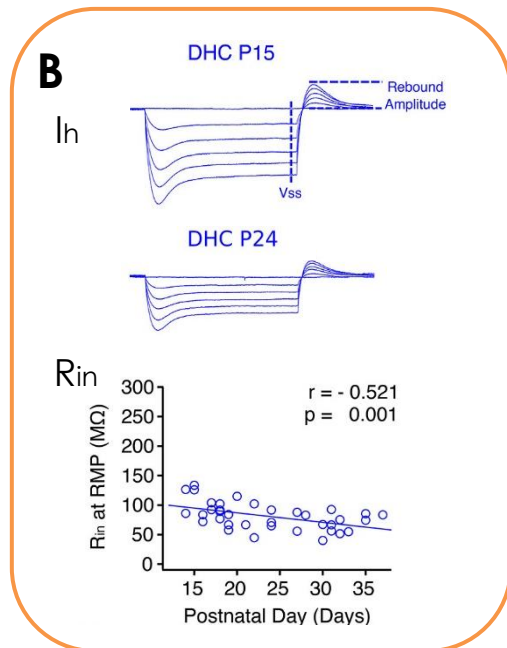 B
DHC P15
Ih
Rebound
Amplitude
Vss
DHC P24
Rin
r = - 0.521
p = 0.001
Rin at RMP (MΩ)
300
250
200
150
100
50
0
15 20 25 30 35
Postnatal Day (Days)